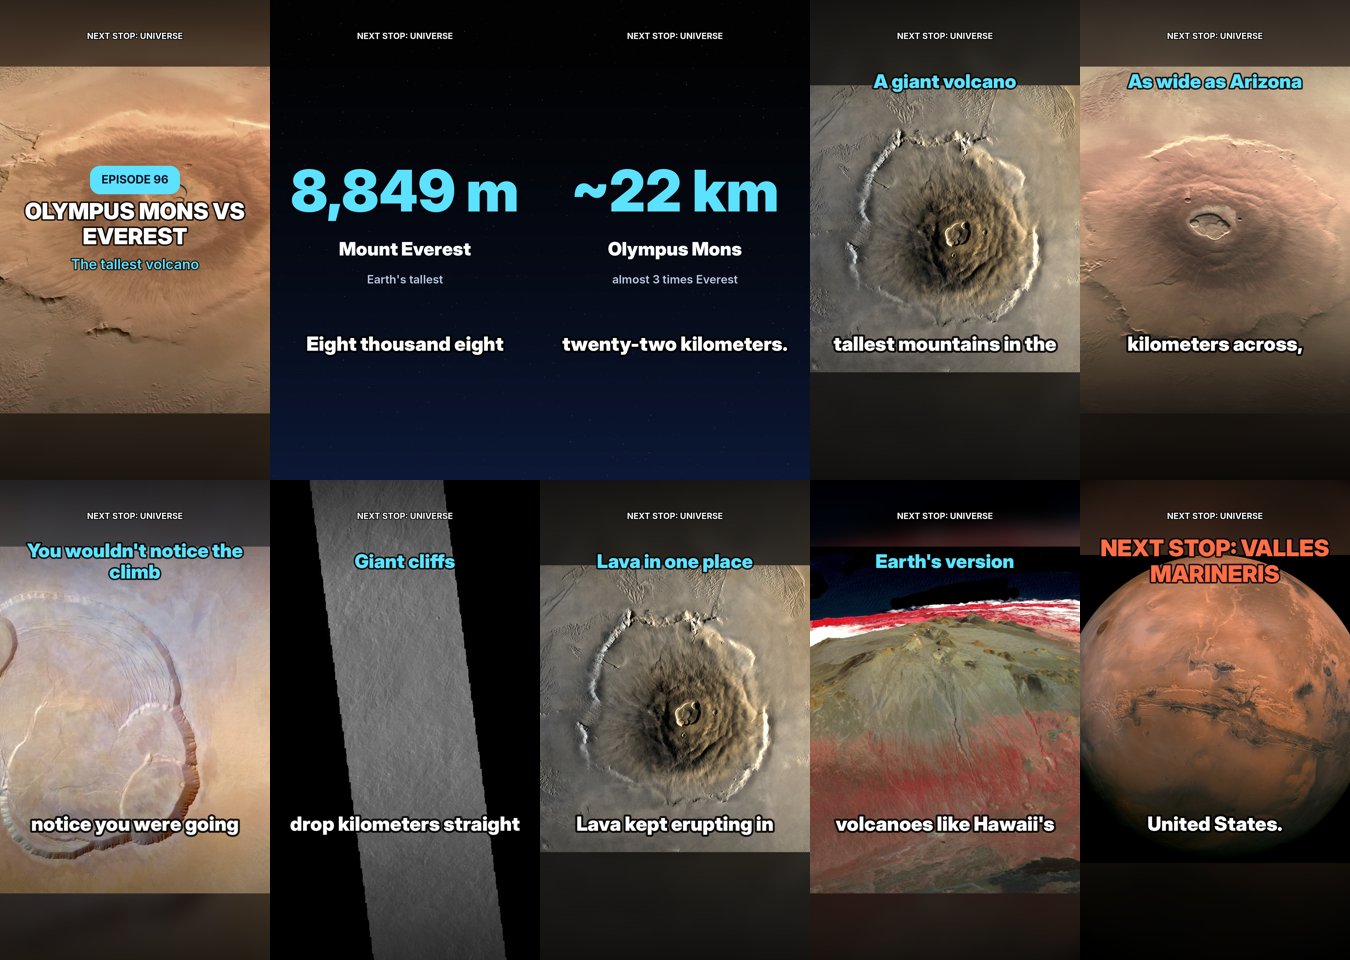 NEXT STOP: UNIVERSE
EPISODE 96
OLYMPUS MONS VS
EVEREST
The tallest volcano
NEXT STOP: UNIVERSE
8,849 m
Mount Everest
Earth's tallest
Eight thousand eight
NEXT STOP: UNIVERSE
~22 km
Olympus Mons
almost 3 times Everest
twenty-two kilometers.
NEXT STOP: UNIVERSE
A giant volcano
tallest mountains in the
NEXT STOP: UNIVERSE
As wide as Arizona
kilometers across,
NEXT STOP: UNIVERSE
You wouldn't notice the
climb
notice you were going
NEXT STOP: UNIVERSE
Giant cliffs
drop kilometers straight
NEXT STOP: UNIVERSE
Lava in one place
Lava kept erupting in
NEXT STOP: UNIVERSE
Earth's version
volcanoes like Hawaii's
NEXT STOP: UNIVERSE
NEXT STOP: VALLES
MARINERIS
United States.